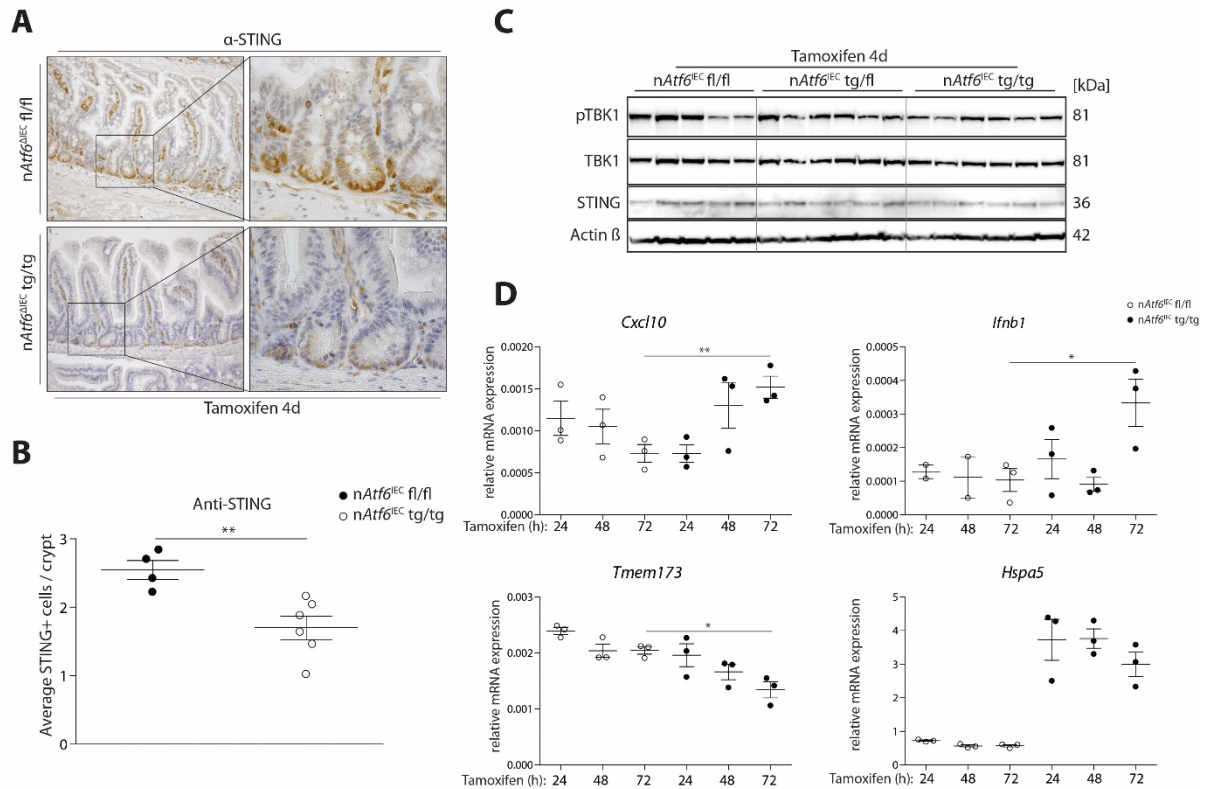 A
α-STING
nAtf6ΔIEC fl/fl
nAtf6ΔIEC tg/tg
Tamoxifen 4d
B
Anti-STING
nAtf6IEC fl/fl
nAtf6IEC tg/tg
**
Average STING+ cells / crypt
3
2
1
0
C
Tamoxifen 4d
nAtf6IEC fl/fl nAtf6IEC tg/fl nAtf6IEC tg/tg [kDa]
pTBK1 81
TBK1 81
STING 36
Actin ß 42
D
nAtf6IEC fl/fl
nAtf6IEC tg/tg
Cxcl10
**
relative mRNA expression
0.0020
0.0015
0.0010
0.0005
0.0000
Tamoxifen (h): 24 48 72 24 48 72
Ifnb1
*
relative mRNA expression
0.0004
0.0003
0.0002
0.0001
0.0000
Tamoxifen (h): 24 48 72 24 48 72
Tmem173
*
relative mRNA expression
0.003
0.002
0.001
0.000
Tamoxifen (h): 24 48 72 24 48 72
Hspa5
relative mRNA expression
5
4
3
2
1
0
Tamoxifen (h): 24 48 72 24 48 72